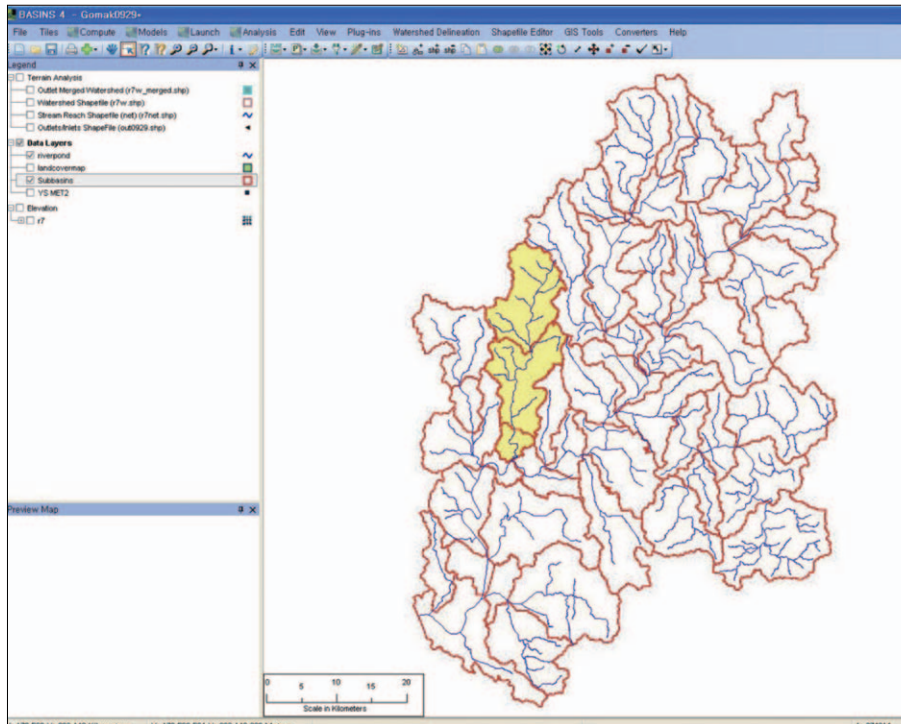 BASINS 4 - Gomak0929*
File Tiles Compute Models Launch Analysis Edit View Plug-Ins Watershed Delineation Shapefile Editor GIS Tools Converters Help
Legend
Terrain Analysis
Outlet Merged Watershed (r7w_merged.shp)
Watershed Shapefile (r7w.shp)
Stream Reach Shapefile (net) (r7net.shp)
Outlets/Inlets ShapeFile (out0929.shp)
Data Layers
riverpond
landcovermap
Subbasins
YS MET2
Elevation
r7
Preview Map
0 5 10 15 20
Scale in Kilometers